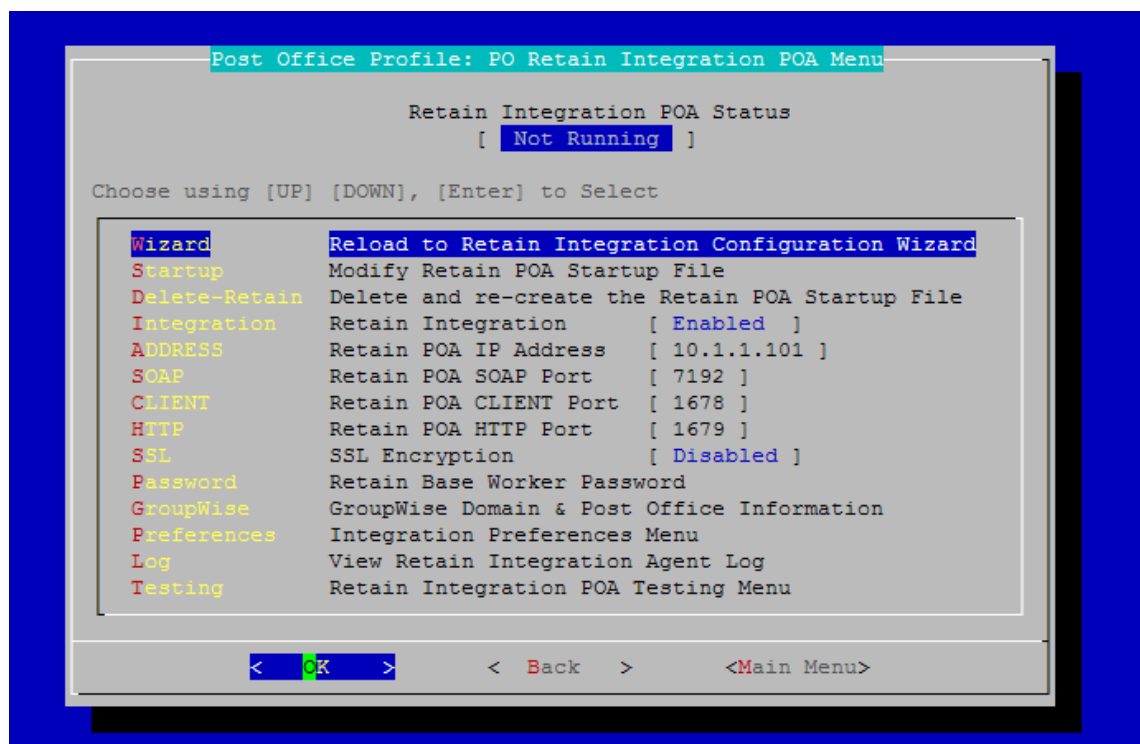 Post Office Profile: PO Retain Integration POA Menu
Retain Integration POA Status
[ Not Running ]
Choose using [UP] [DOWN], [Enter] to Select
Wizard Reload to Retain Integration Configuration Wizard
Startup Modify Retain POA Startup File
Delete-Retain Delete and re-create the Retain POA Startup File
Integration Retain Integration [ Enabled ]
ADDRESS Retain POA IP Address [ 10.1.1.101 ]
SOAP Retain POA SOAP Port [ 7192 ]
CLIENT Retain POA CLIENT Port [ 1678 ]
HTTP Retain POA HTTP Port [ 1679 ]
SSL SSL Encryption [ Disabled ]
Password Retain Base Worker Password
GroupWise GroupWise Domain & Post Office Information
Preferences Integration Preferences Menu
Log View Retain Integration Agent Log
Testing Retain Integration POA Testing Menu
< OK > < Back > <Main Menu>